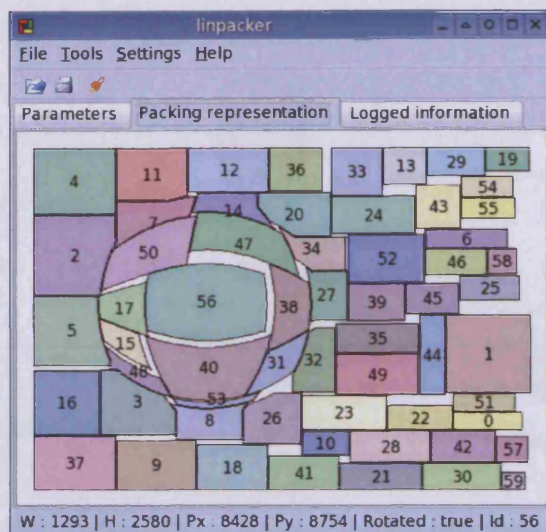 linpacker
File Tools Settings Help
Parameters Packing representation Logged information
4 11 12 36 33 13 29 19
54
7 14 20 24 43 55
2 50 47 34 52 6
46 58
17 56 38 27 39 45 25
5 15 35
48 40 31 32 49 44 1
16 3 53 23 22 51
8 26 0
10 28 42 57
37 9 18 41 21 30 59
W : 1293 | H : 2580 | Px : 8428 | Py : 8754 | Rotated : true | Id : 56